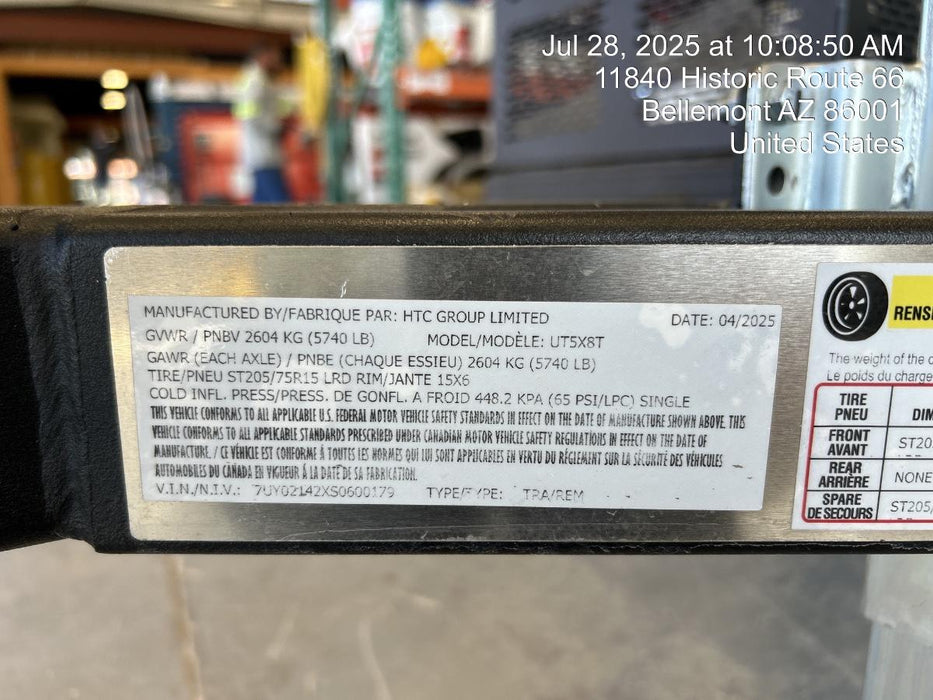 Jul 28, 2025 at 10:08:50 AM
11840 Historic Route 66
Bellemont AZ 86001
United States
MANUFACTURED BY/FABRIQUE PAR: HTC GROUP LIMITED DATE: 04/2025
GVWR / PNBV 2604 KG (5740 LB) MODEL/MODÈLE: UT5X8T
GAWR (EACH AXLE) / PNBE (CHAQUE ESSIEU) 2604 KG (5740 LB)
TIRE/PNEU ST205/75R15 LRD RIM/JANTE 15X6
COLD INFL. PRESS/PRESS. DE GONFL. A FROID 448.2 KPA (65 PSI/LPC) SINGLE
THIS VEHICLE CONFORMS TO ALL APPLICABLE U.S. FEDERAL MOTOR VEHICLE SAFETY STANDARDS IN EFFECT ON THE DATE OF MANUFACTURE SHOWN ABOVE. THIS
VEHICLE CONFORMS TO ALL APPLICABLE STANDARDS PRESCRIBED UNDER CANADIAN MOTOR VEHICLE SAFETY REGULATIONS IN EFFECT ON THE DATE OF
MANUFACTURE. / CE VEHICULE EST CONFORME À TOUTES LES NORMES QUI LUI SONT APPLICABLES EN VERTU DU RÈGLEMENT SUR LA SÉCURITÉ DES VÉHICULES
AUTOMOBILES DU CANADA EN VIGUEUR À LA DATE DE SA FABRICATION.
V.I.N./N.I.V.: 7UY02142XS0600179 TYPE/TYPE: TRA/REM
RENSE
The weight of the c
Le poids du charge
TIRE
PNEU DIM
FRONT
AVANT ST20
REAR
ARRIÈRE NONE
SPARE
DE SECOURS ST205/